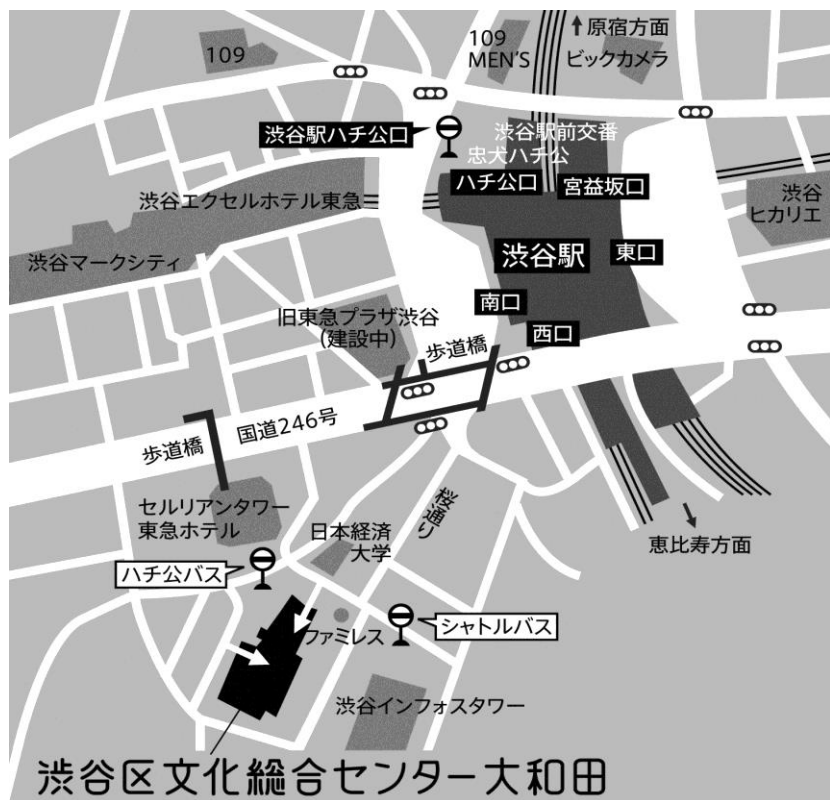 ↑原宿方面
109
109
MEN'S
ビックカメラ
渋谷駅ハチ公口
渋谷駅前交番
忠犬ハチ公
ハチ公口
宮益坂口
渋谷エクセルホテル東急
渋谷
ヒカリエ
渋谷マークシティ
渋谷駅
東口
南口
旧東急プラザ渋谷
(建設中)
西口
歩道橋
国道246号
歩道橋
セルリアンタワー
東急ホテル
桜通り
日本経済
大学
恵比寿方面
ハチ公バス
ファミレス
シャトルバス
渋谷インフォスタワー
渋谷区文化総合センター大和田